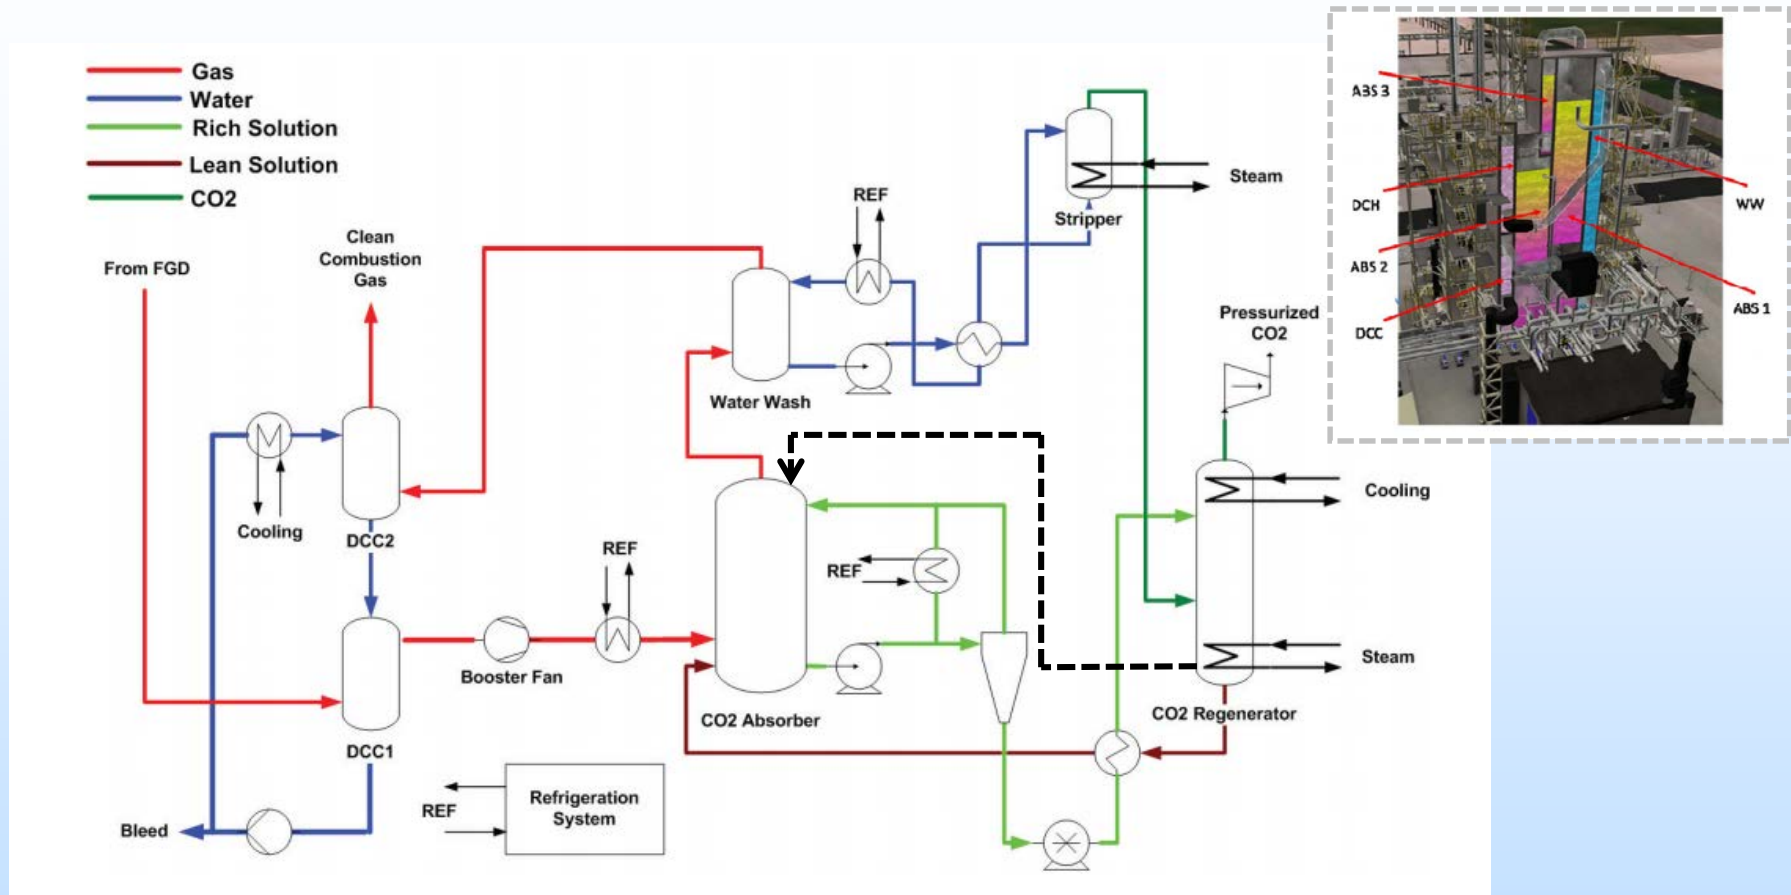 Gas
Water
Rich Solution
Lean Solution
CO2
From FGD
Clean
Combustion
Gas
REF
Steam
Stripper
Water Wash
Pressurized
CO2
Cooling
DCC2
REF
REF
Cooling
Booster Fan
CO2 Absorber
Steam
CO2 Regenerator
DCC1
REF
Refrigeration
System
Bleed
ABS 3
DCH
ABS 2
DCC
WW
ABS 1